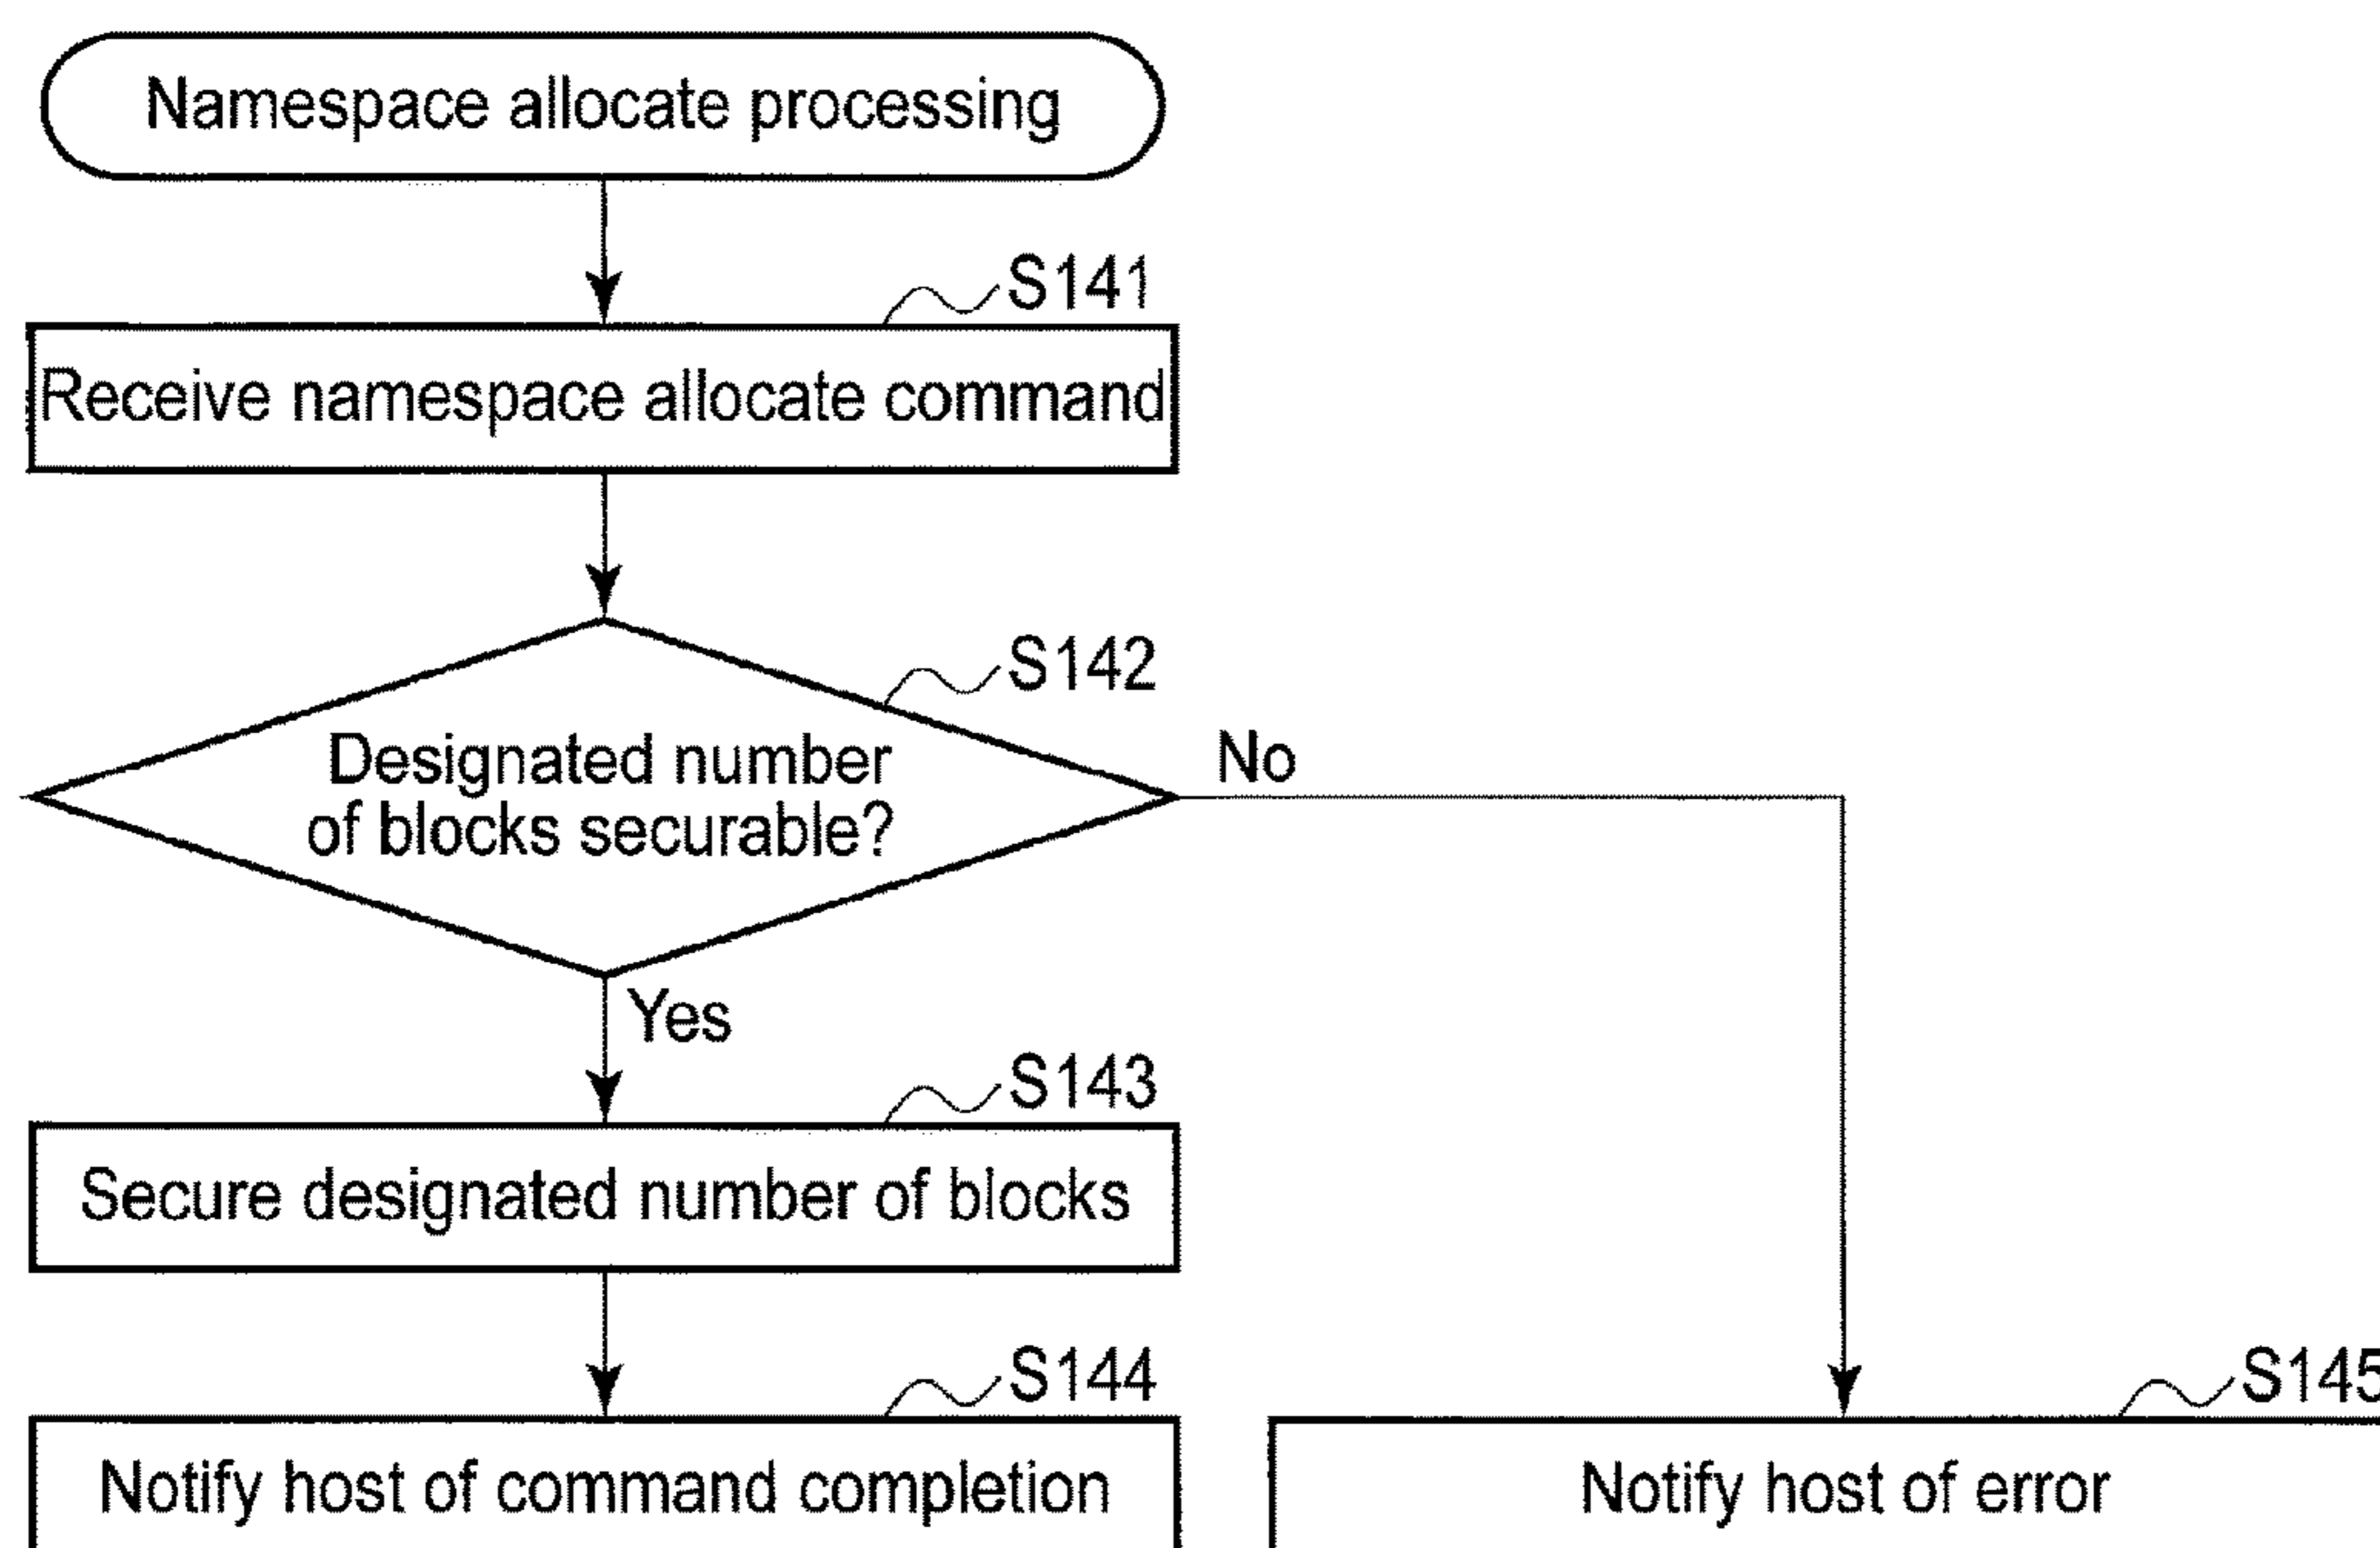 Namespace allocate processing
S141
Receive namespace allocate command
S142
Designated number
of blocks securable?
No
Yes
S143
Secure designated number of blocks
S144
Notify host of command completion
S145
Notify host of error